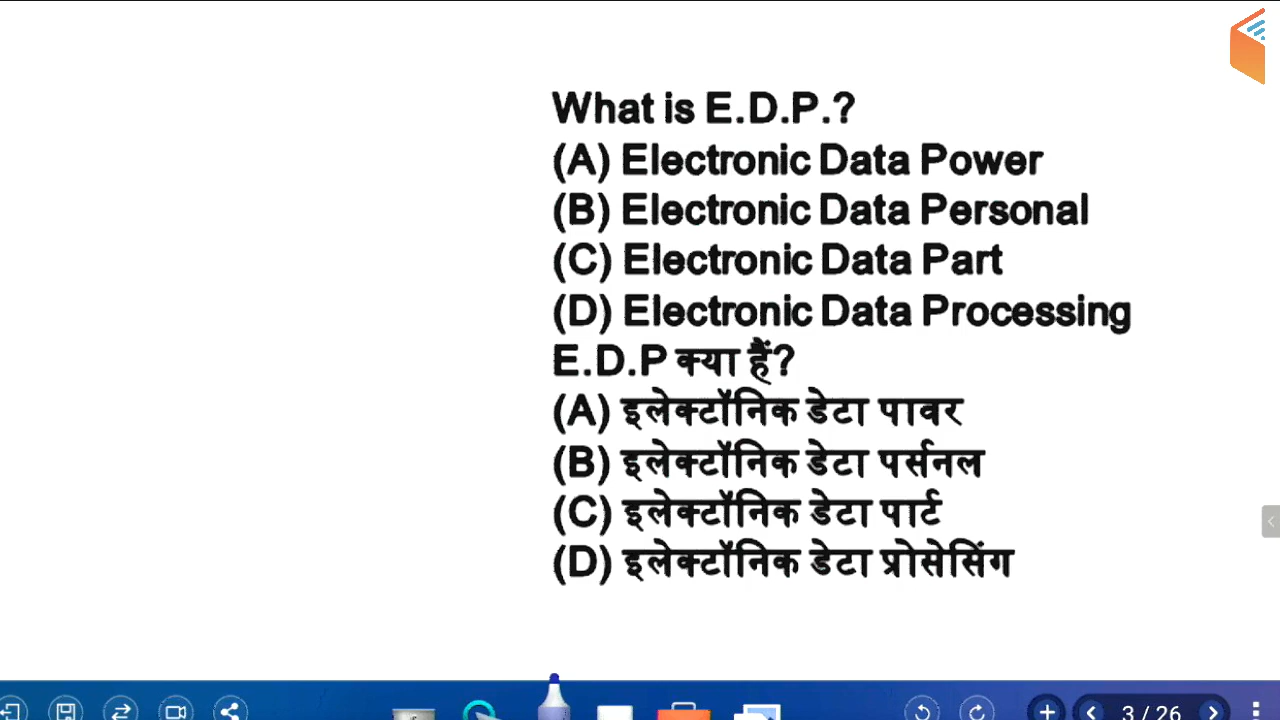 What is E.D.P.?
(A) Electronic Data Power
(B) Electronic Data Personal
(C) Electronic Data Part
(D) Electronic Data Processing
E.D.P क्या हैं?
(A) इलेक्टॉनिक डेटा पावर
(B) इलेक्टॉनिक डेटा पर्सनल
(C) इलेक्टॉनिक डेटा पार्ट
(D) इलेक्टॉनिक डेटा प्रोसेसिंग
3 / 26